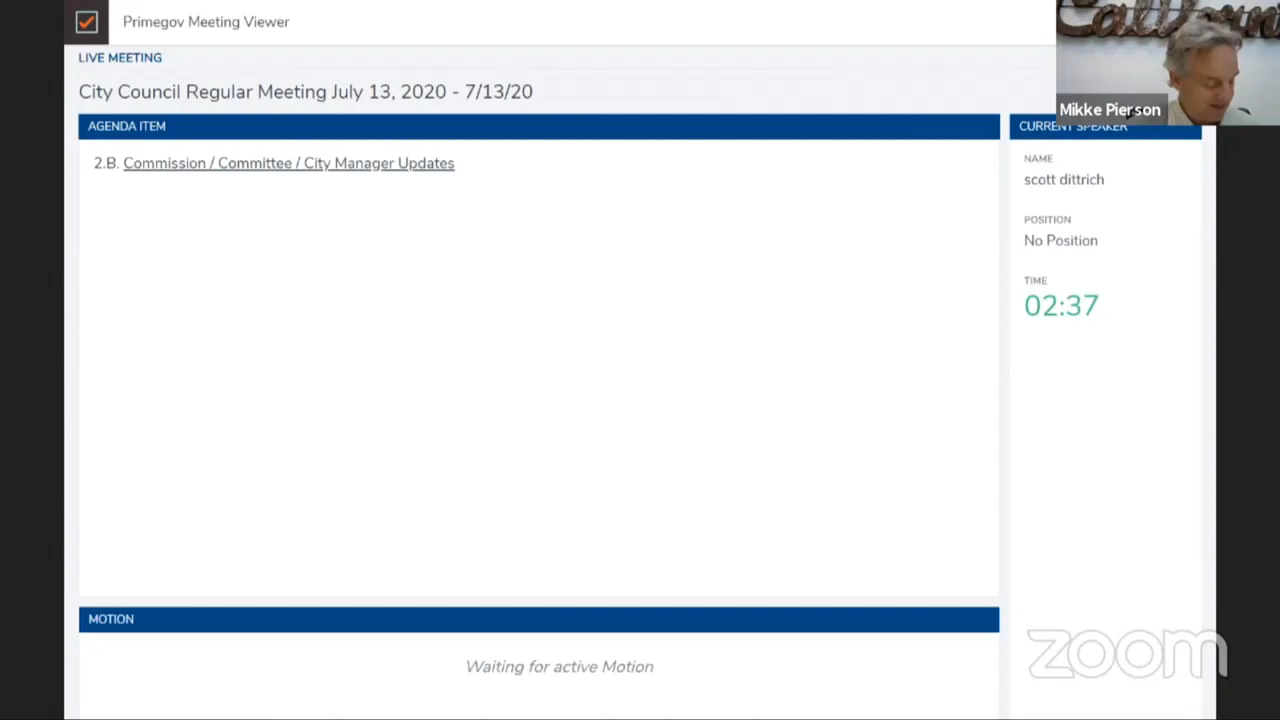 Primegov Meeting Viewer
LIVE MEETING
City Council Regular Meeting July 13, 2020 - 7/13/20
Mikke Pierson
AGENDA ITEM
CURRENT SPEAKER
2.B. Commission / Committee / City Manager Updates
NAME
scott dittrich
POSITION
No Position
TIME
02:37
MOTION
Waiting for active Motion
zoom